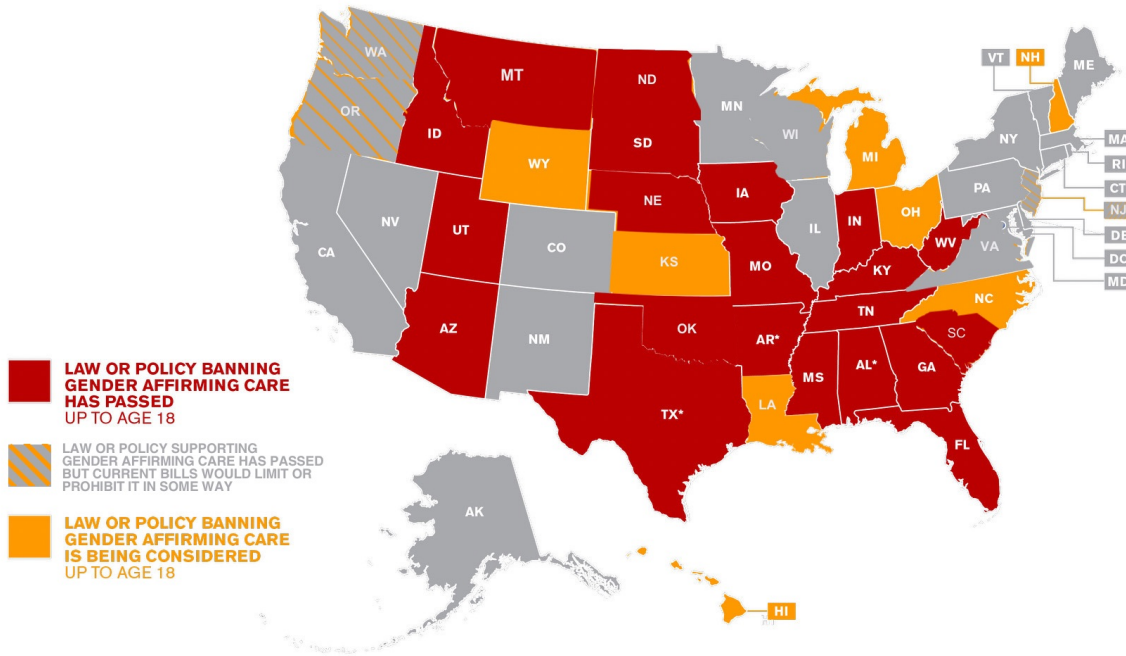 WA
MT
ND
VT
NH
ME
OR
ID
MN
SD
WI
NY
MA
WY
MI
RI
IA
PA
CT
NE
NJ
NV
UT
IL
IN
OH
DE
CA
CO
WV
VA
DC
KS
MO
KY
MD
NC
AZ
NM
OK
TN
AR*
SC
MS
AL*
GA
LA
TX*
FL
AK
HI
LAW OR POLICY BANNING
GENDER AFFIRMING CARE
HAS PASSED
UP TO AGE 18
LAW OR POLICY SUPPORTING
GENDER AFFIRMING CARE HAS PASSED
BUT CURRENT BILLS WOULD LIMIT OR
PROHIBIT IT IN SOME WAY
LAW OR POLICY BANNING
GENDER AFFIRMING CARE
IS BEING CONSIDERED
UP TO AGE 18